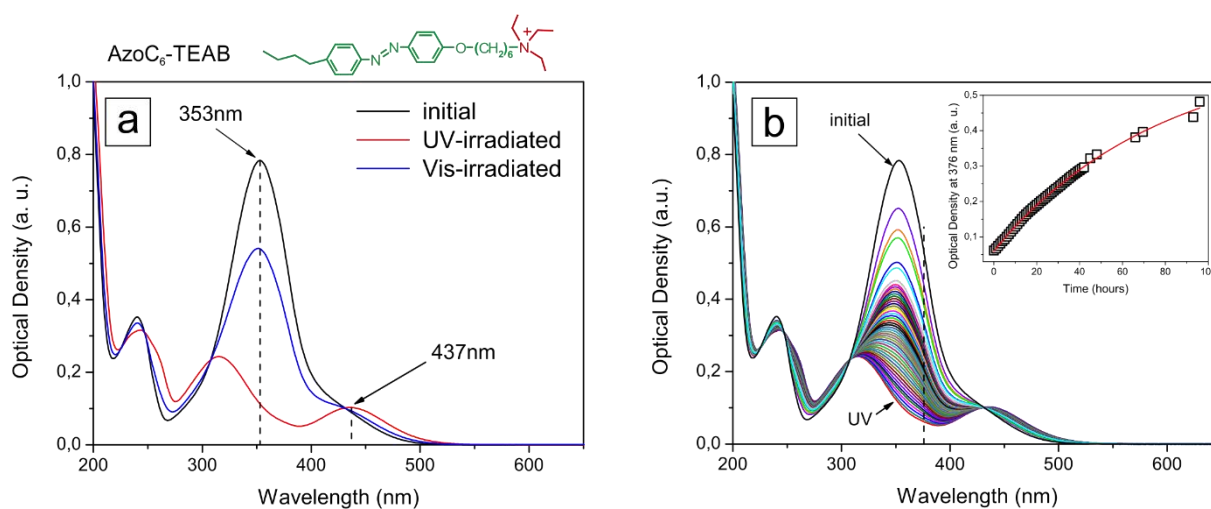 AzoC6-TEAB
N
N
O
(CH2)6
N
+
1,0
0,8
0,6
0,4
0,2
0,0
Optical Density (a. u.)
a
353nm
initial
UV-irradiated
Vis-irradiated
437nm
200
300
400
500
600
Wavelength (nm)
1,0
0,8
0,6
0,4
0,2
0,0
Optical Density (a.u.)
b
initial
UV
200
300
400
500
600
Wavelength (nm)
0,5
0,4
0,3
0,2
0,1
Optical Density at 376 nm (a. u.)
0
20
40
60
80
Time (hours)